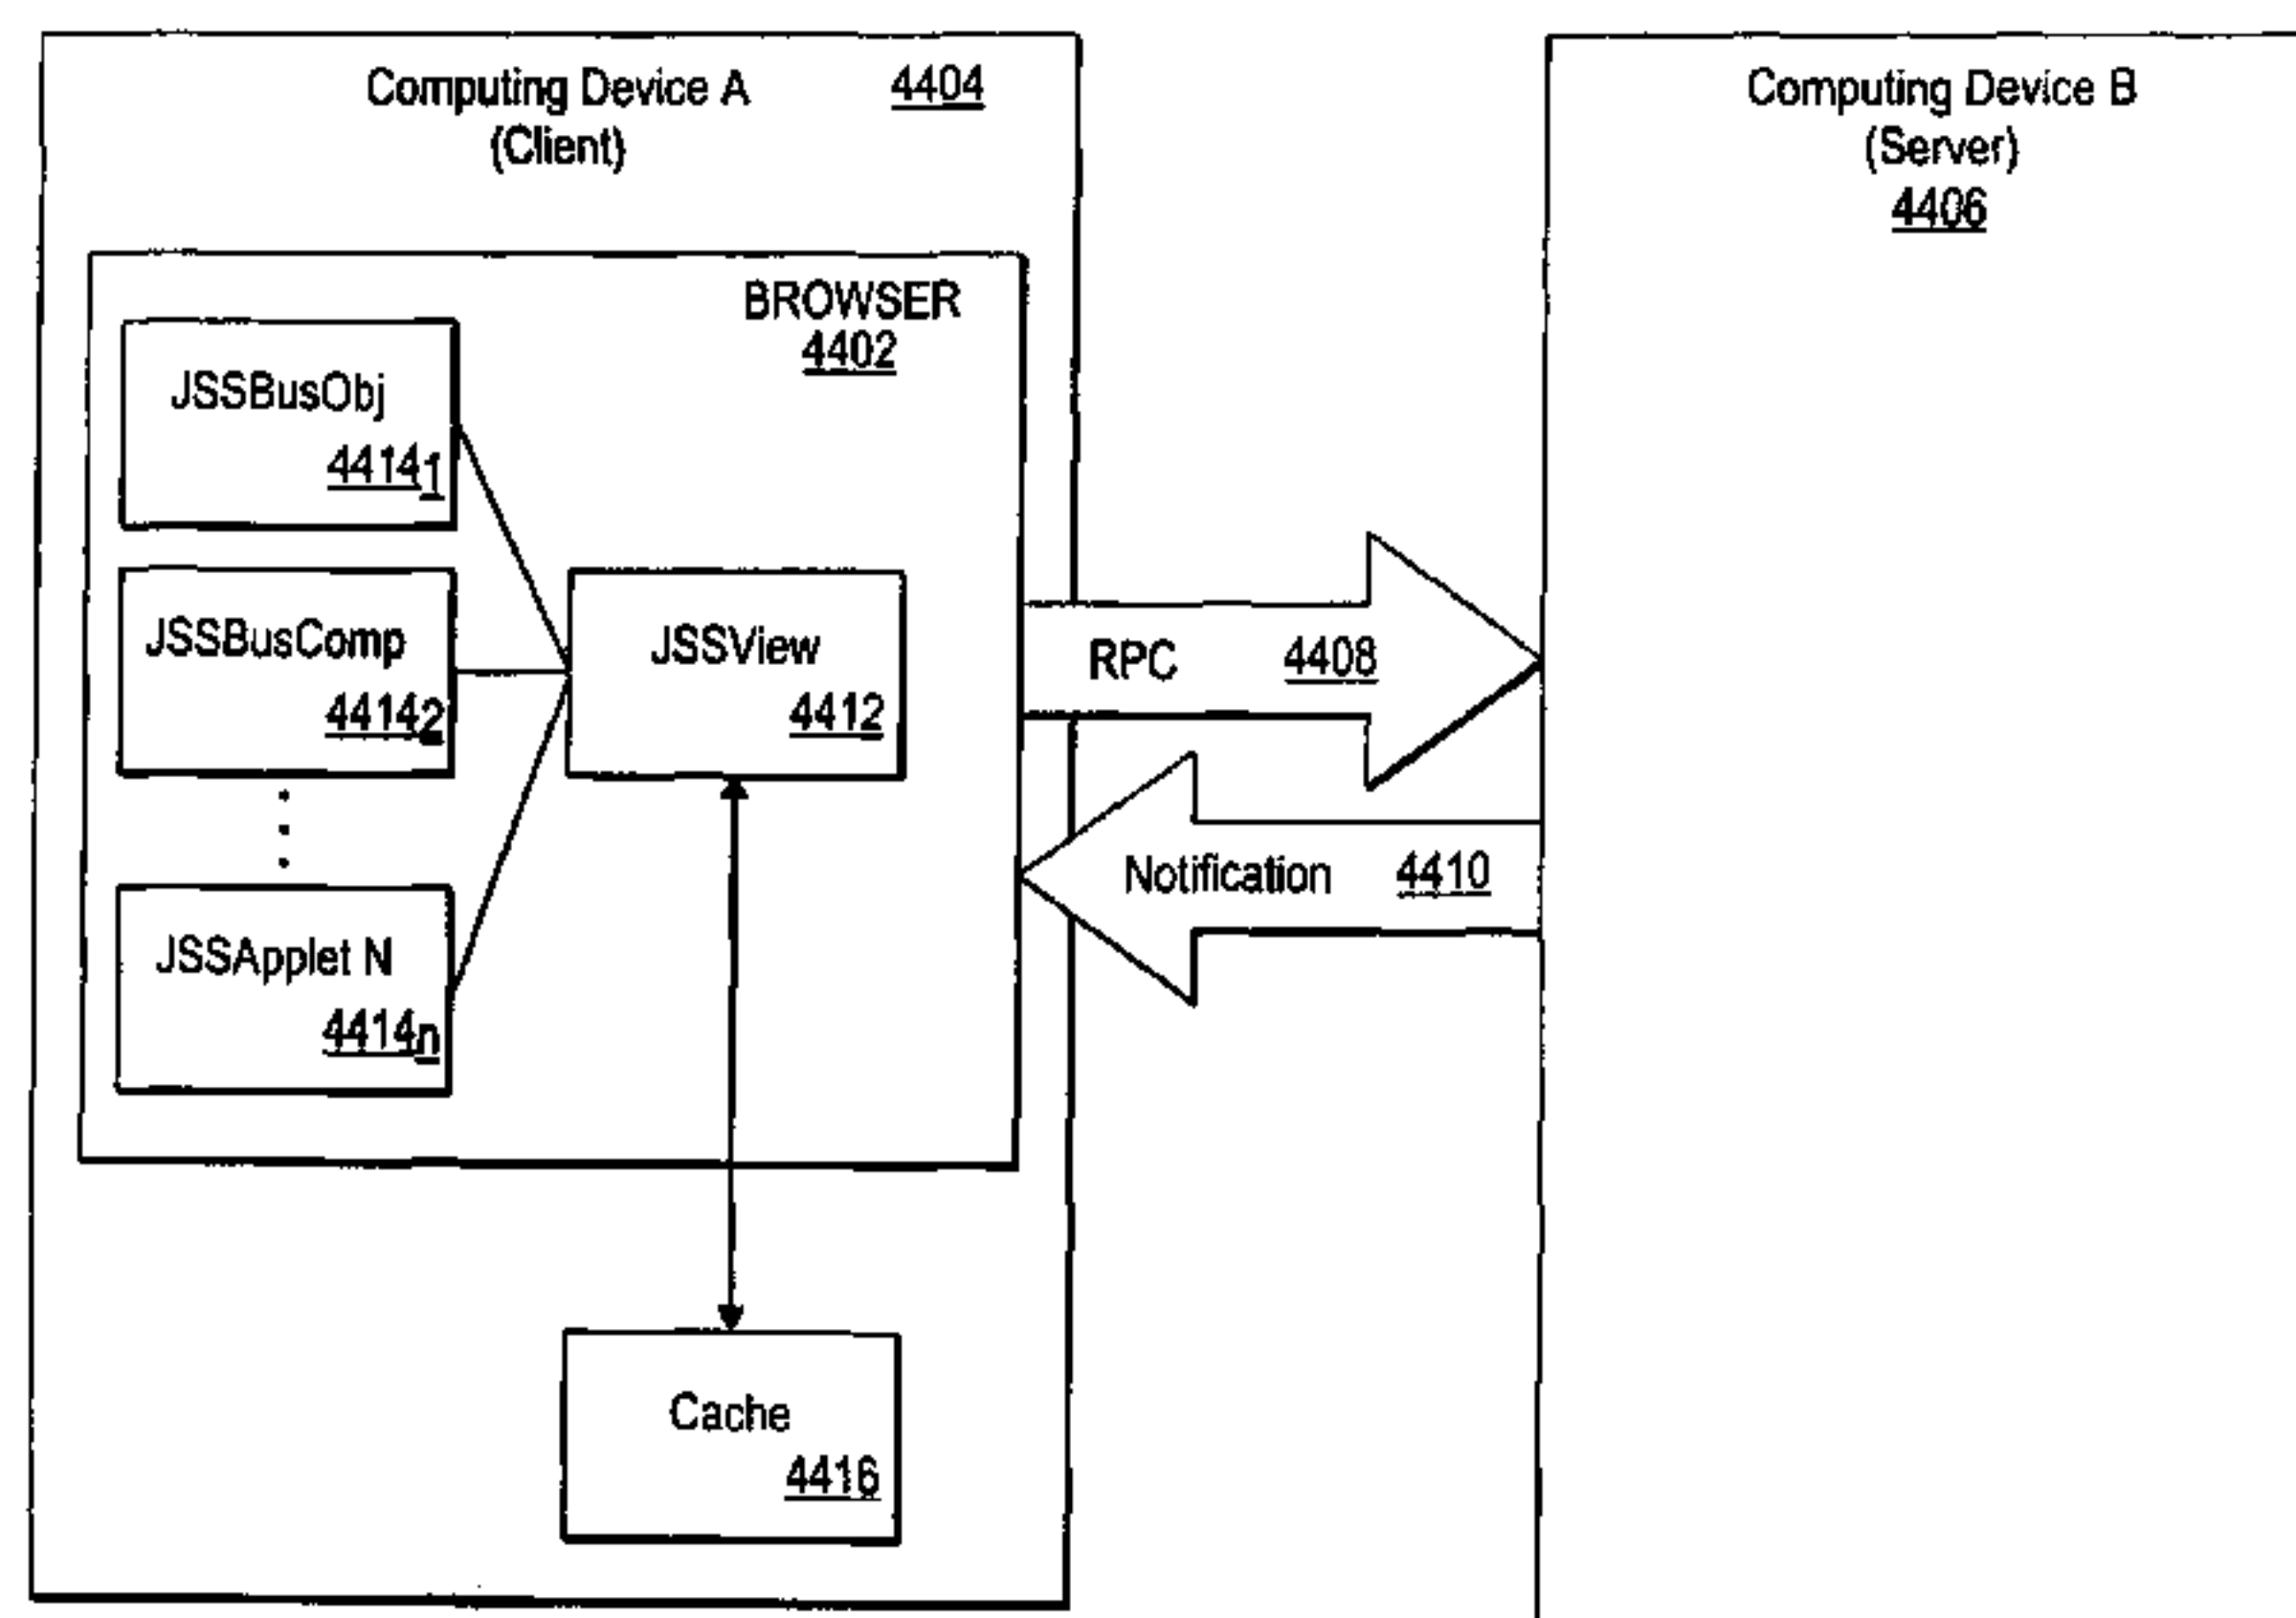 Computing Device A 4404
(Client)
BROWSER
4402
JSSBusObj
4414₁
JSSBusComp
4414₂
JSSApplet N
4414ₙ
JSSView
4412
Cache
4416
RPC 4408
Notification 4410
Computing Device B
(Server)
4406